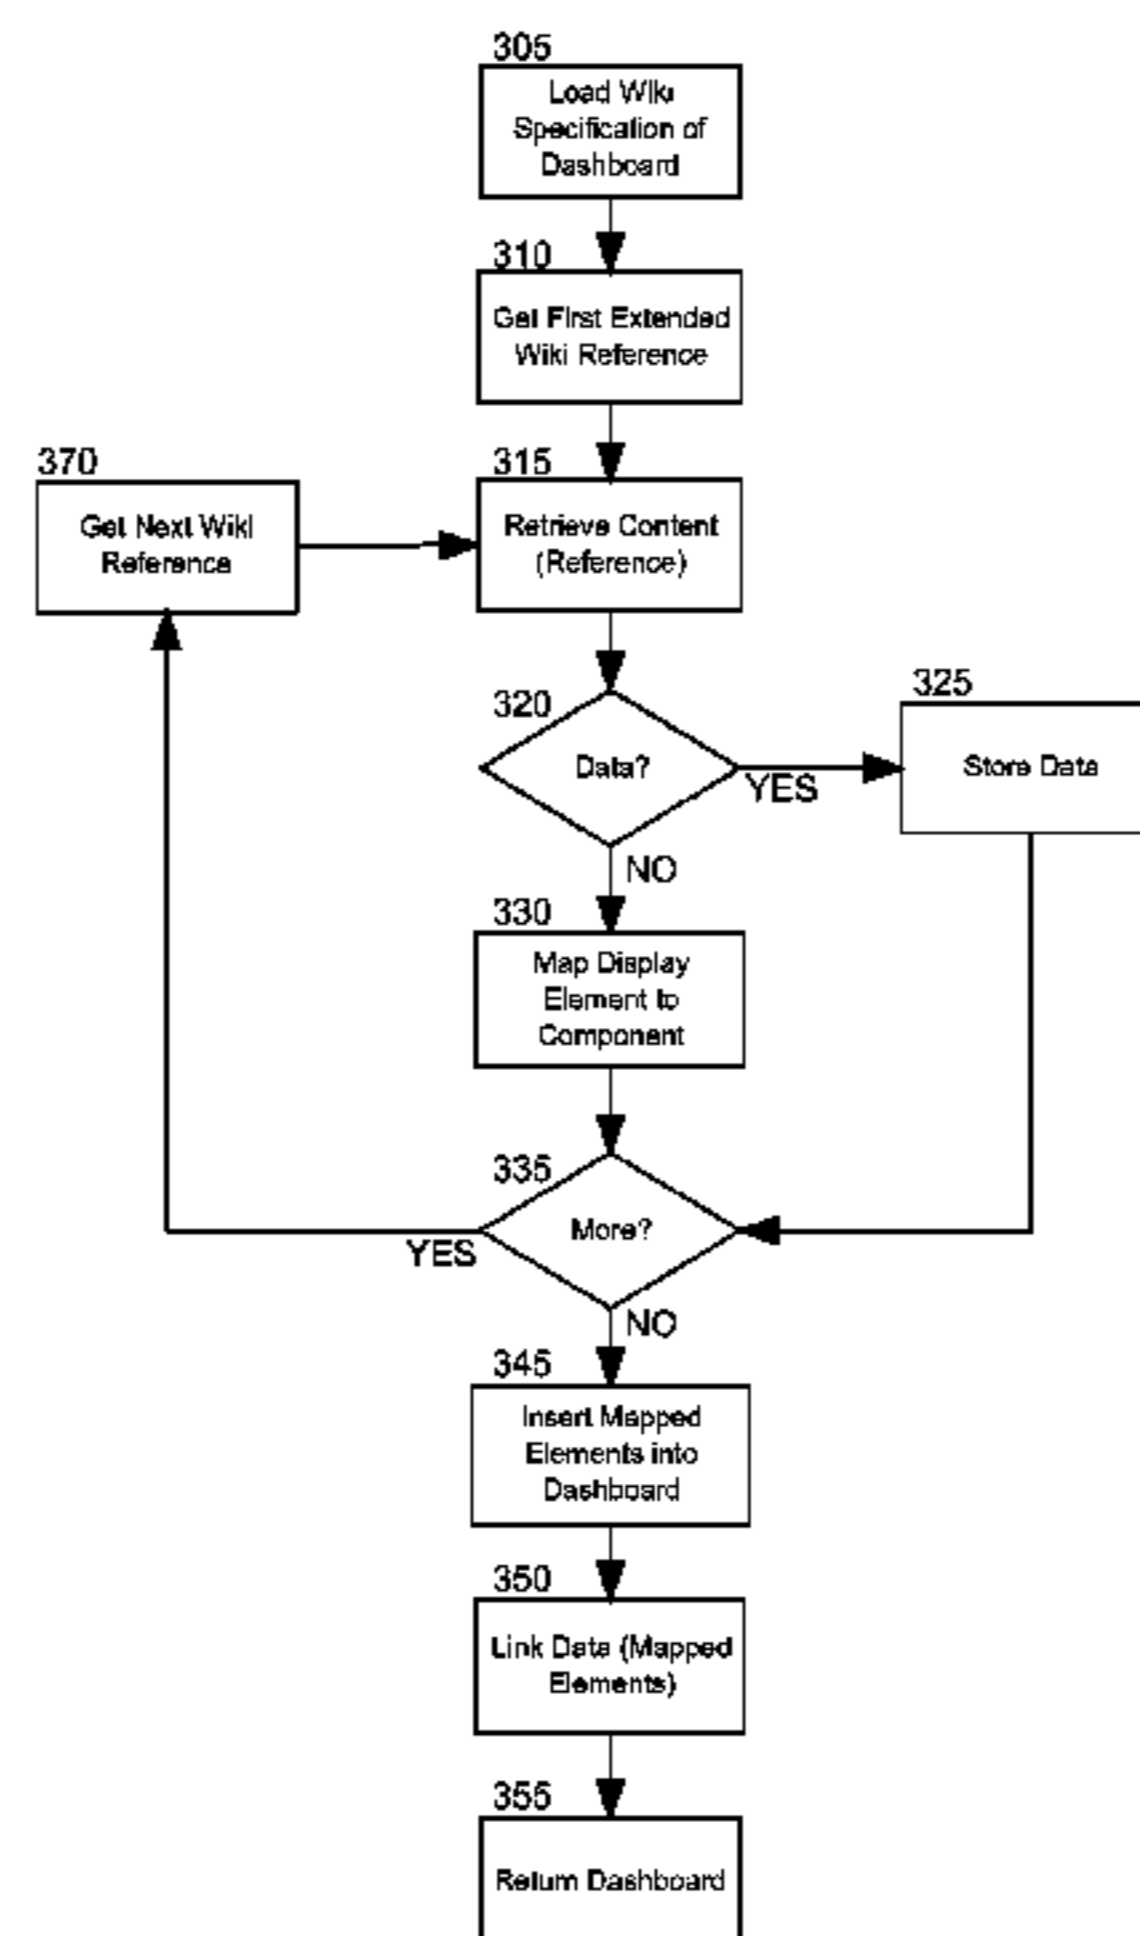 305
Load Wiki
Specification of
Dashboard
310
Get First Extended
Wiki Reference
370
Get Next Wiki
Reference
315
Retrieve Content
(Reference)
320
Data?
YES
NO
325
Store Data
330
Map Display
Element to
Component
335
More?
YES
NO
345
Insert Mapped
Elements into
Dashboard
350
Link Data (Mapped
Elements)
355
Return Dashboard